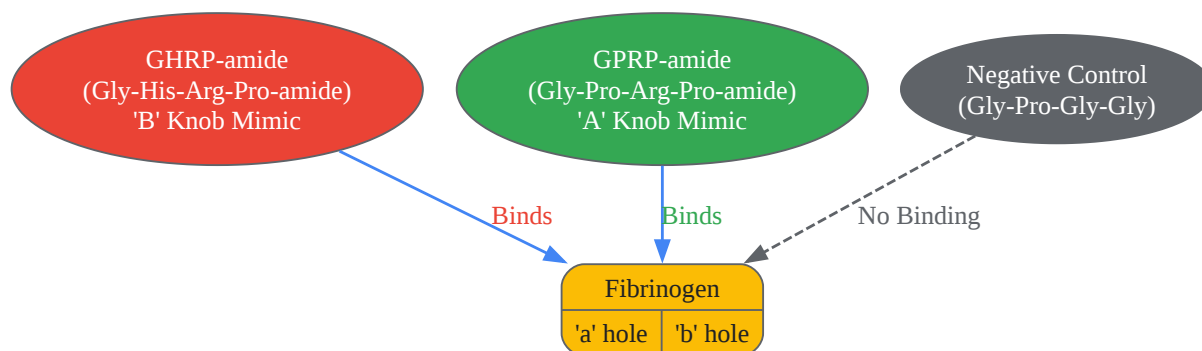 GHRP-amide
(Gly-His-Arg-Pro-amide)
'B' Knob Mimic
GPRP-amide
(Gly-Pro-Arg-Pro-amide)
'A' Knob Mimic
Negative Control
(Gly-Pro-Gly-Gly)
Binds
Binds
No Binding
Fibrinogen
'a' hole
'b' hole